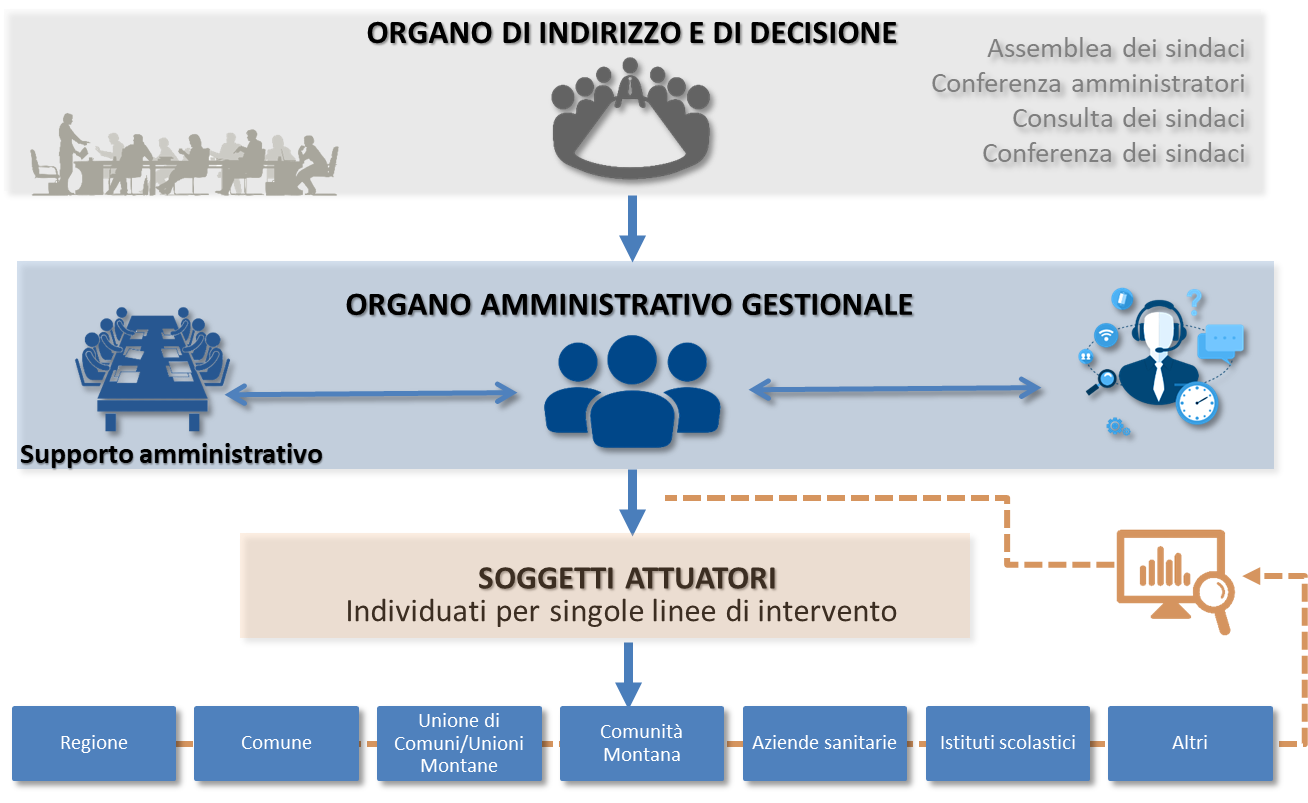 ORGANO DI INDIRIZZO E DI DECISIONE
Assemblea dei sindaci
Conferenza amministratori
Consulta dei sindaci
Conferenza dei sindaci
ORGANO AMMINISTRATIVO GESTIONALE
?
Supporto amministrativo
SOGGETTI ATTUATORI
Individuati per singole linee di intervento
Regione
Comune
Unione di
Comuni/Unioni
Montane
Comunità
Montana
Aziende sanitarie
Istituti scolastici
Altri